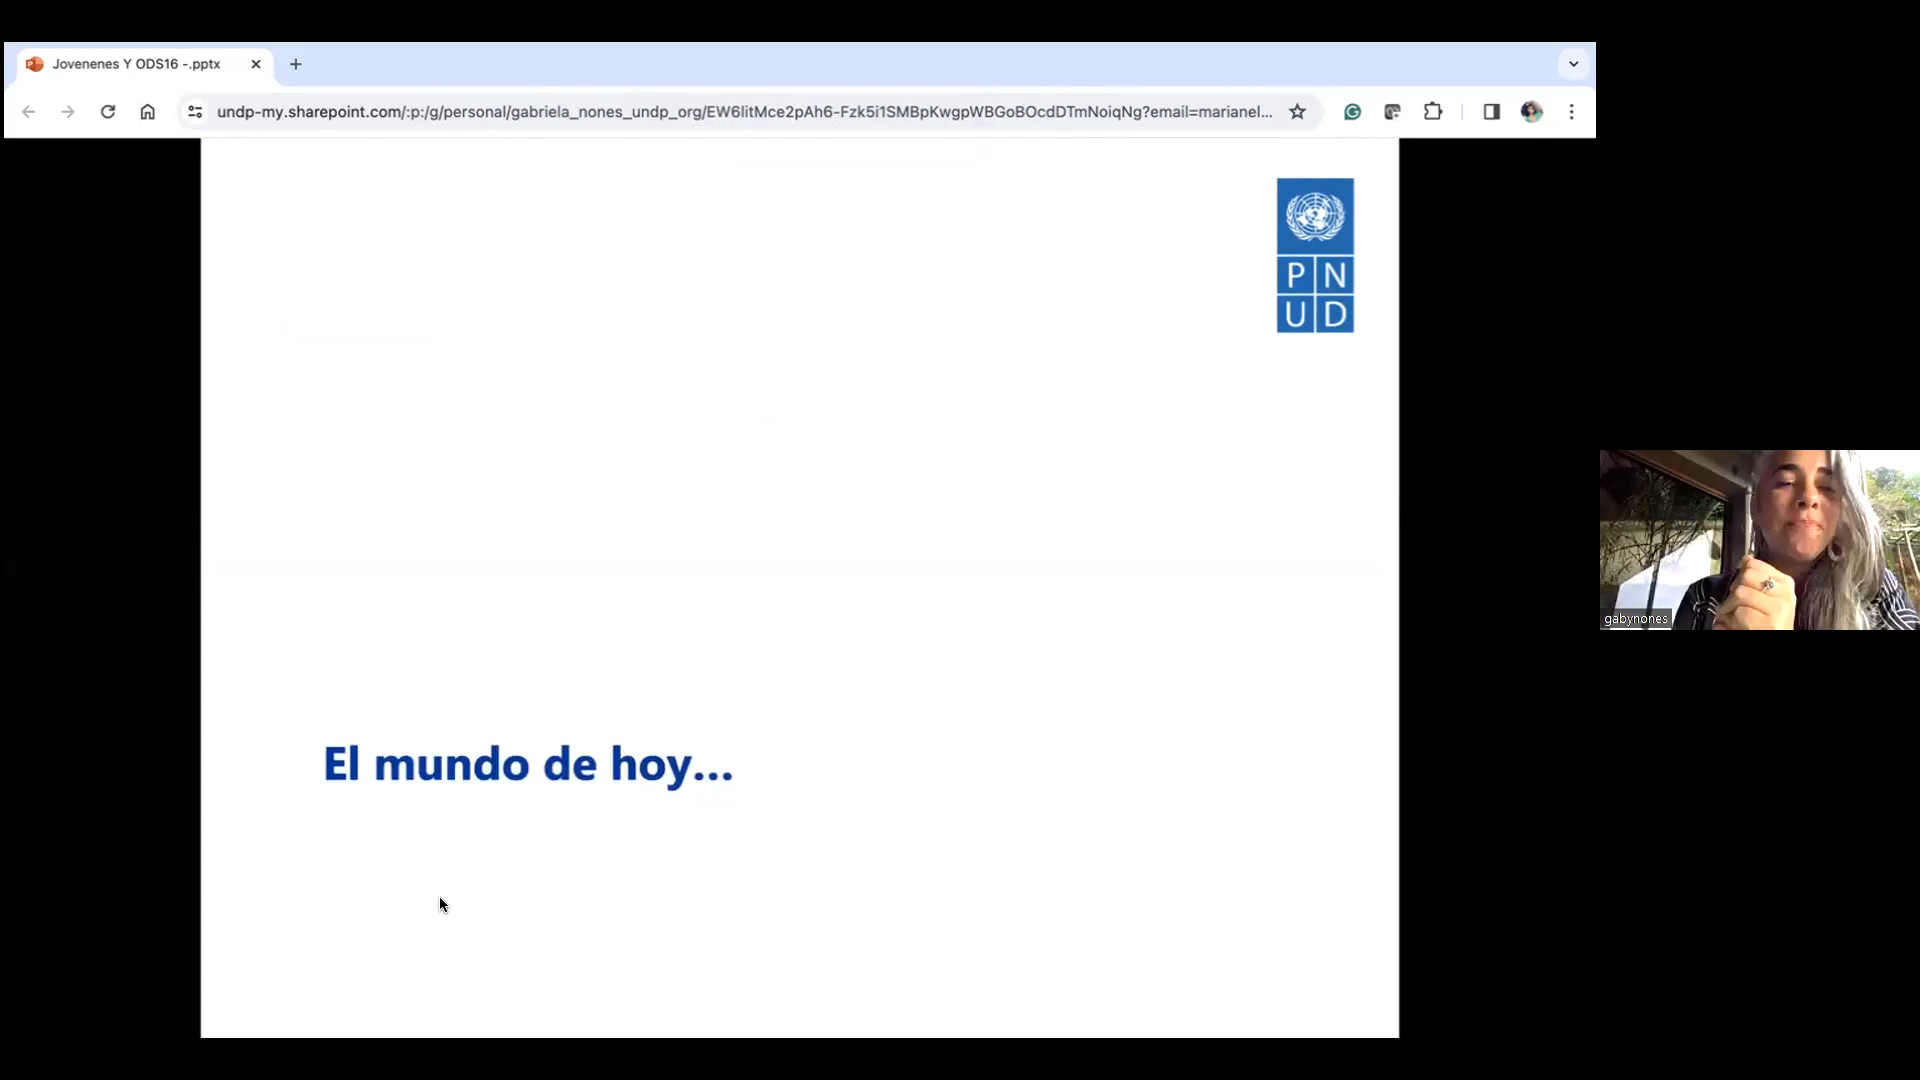 Jovenenes Y ODS16 -.pptx
undp-my.sharepoint.com/:p:/g/personal/gabriela_nones_undp_org/EW6litMce2pAh6-Fzk5i1SMBpKwgpWBGoBOcdDTmNoiqNg?email=marianel...
P N
U D
gabynones
El mundo de hoy...